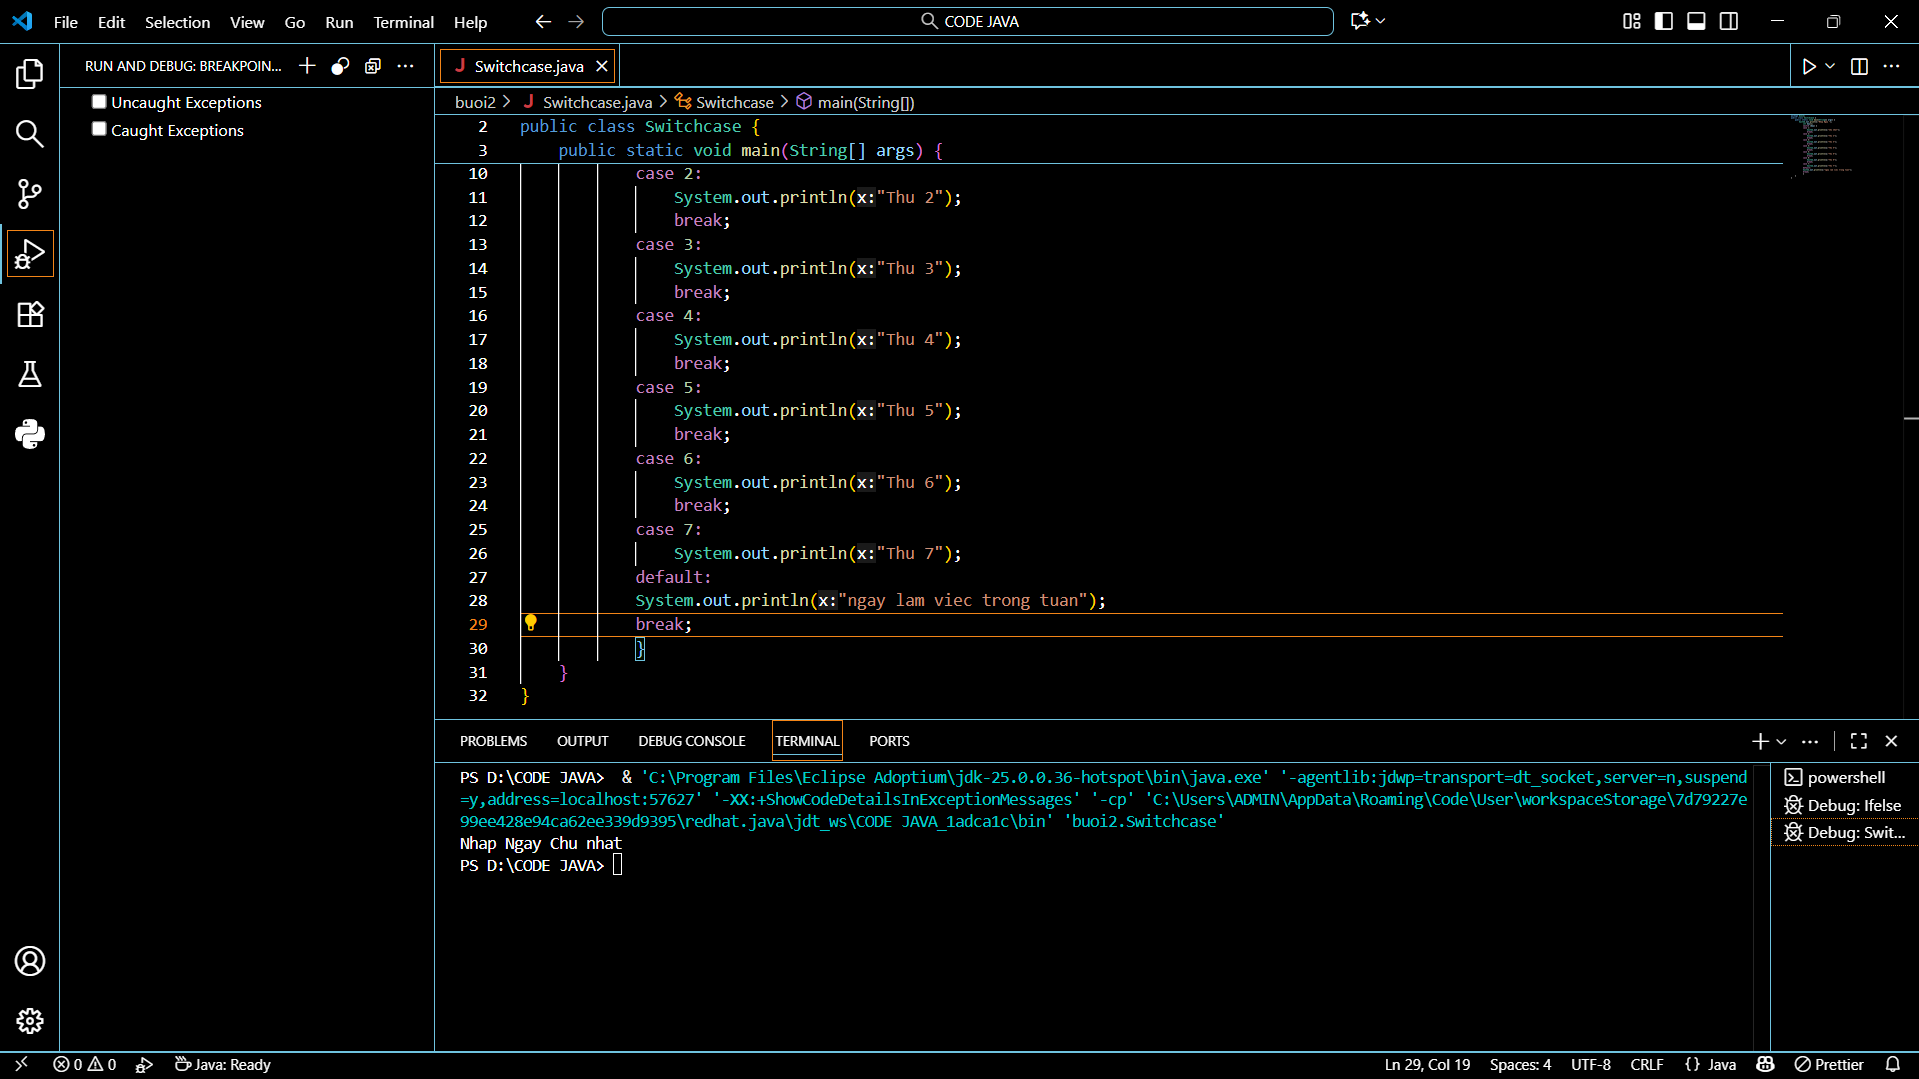 File Edit Selection View Go Run Terminal Help
CODE JAVA
RUN AND DEBUG: BREAKPOIN...
Uncaught Exceptions
Caught Exceptions
J Switchcase.java
buoi2 > J Switchcase.java > Switchcase > main(String[])
2 public class Switchcase {
3 public static void main(String[] args) {
10 case 2:
11 System.out.println(x:"Thu 2");
12 break;
13 case 3:
14 System.out.println(x:"Thu 3");
15 break;
16 case 4:
17 System.out.println(x:"Thu 4");
18 break;
19 case 5:
20 System.out.println(x:"Thu 5");
21 break;
22 case 6:
23 System.out.println(x:"Thu 6");
24 break;
25 case 7:
26 System.out.println(x:"Thu 7");
27 default:
28 System.out.println(x:"ngay lam viec trong tuan");
29 break;
30 }
31 }
32 }
PROBLEMS OUTPUT DEBUG CONSOLE TERMINAL PORTS
PS D:\CODE JAVA>  & 'C:\Program Files\Eclipse Adoptium\jdk-25.0.0.36-hotspot\bin\java.exe' '-agentlib:jdwp=transport=dt_socket,server=n,suspend
=y,address=localhost:57627' '-XX:+ShowCodeDetailsInExceptionMessages' '-cp' 'C:\Users\ADMIN\AppData\Roaming\Code\User\workspaceStorage\7d79227e
99ee428e94ca62ee339d9395\redhat.java\jdt_ws\CODE JAVA_1adca1c\bin' 'buoi2.Switchcase'
Nhap Ngay Chu nhat
PS D:\CODE JAVA>
powershell
Debug: Ifelse
Debug: Swit...
0 0 Java: Ready
Ln 29, Col 19 Spaces: 4 UTF-8 CRLF {} Java Prettier